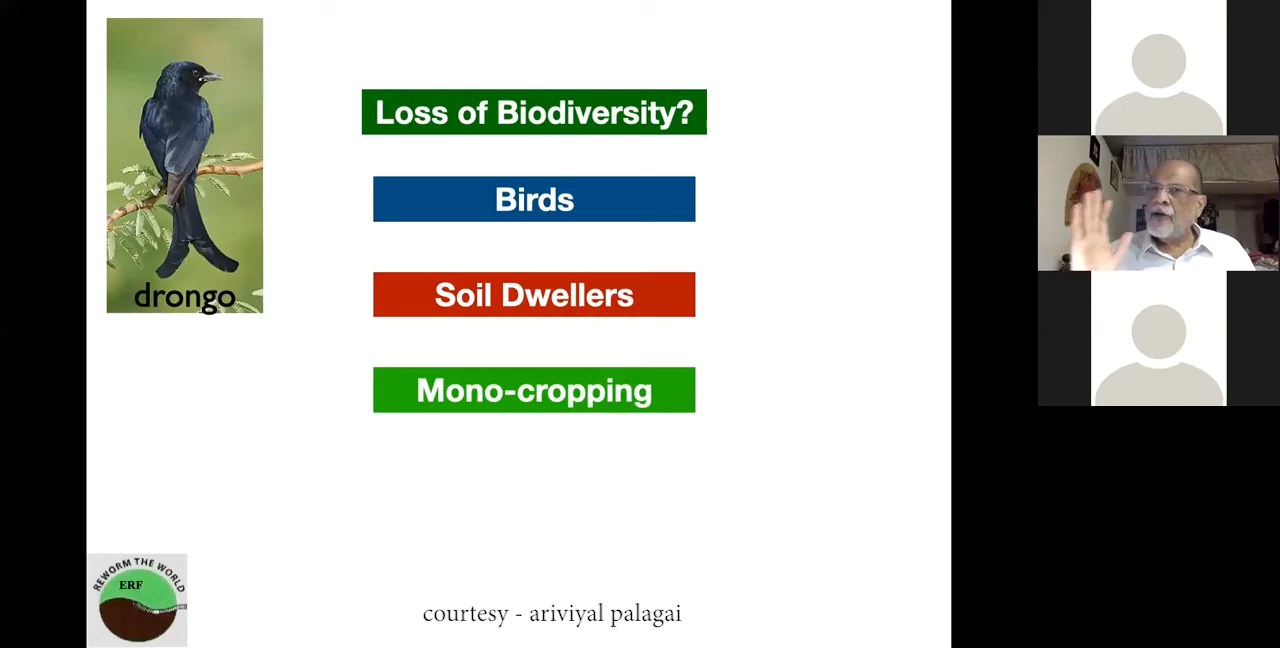 Loss of Biodiversity?
Birds
drongo
Soil Dwellers
Mono-cropping
REWORM THE WORLD
ERF
courtesy - ariviyal palagai